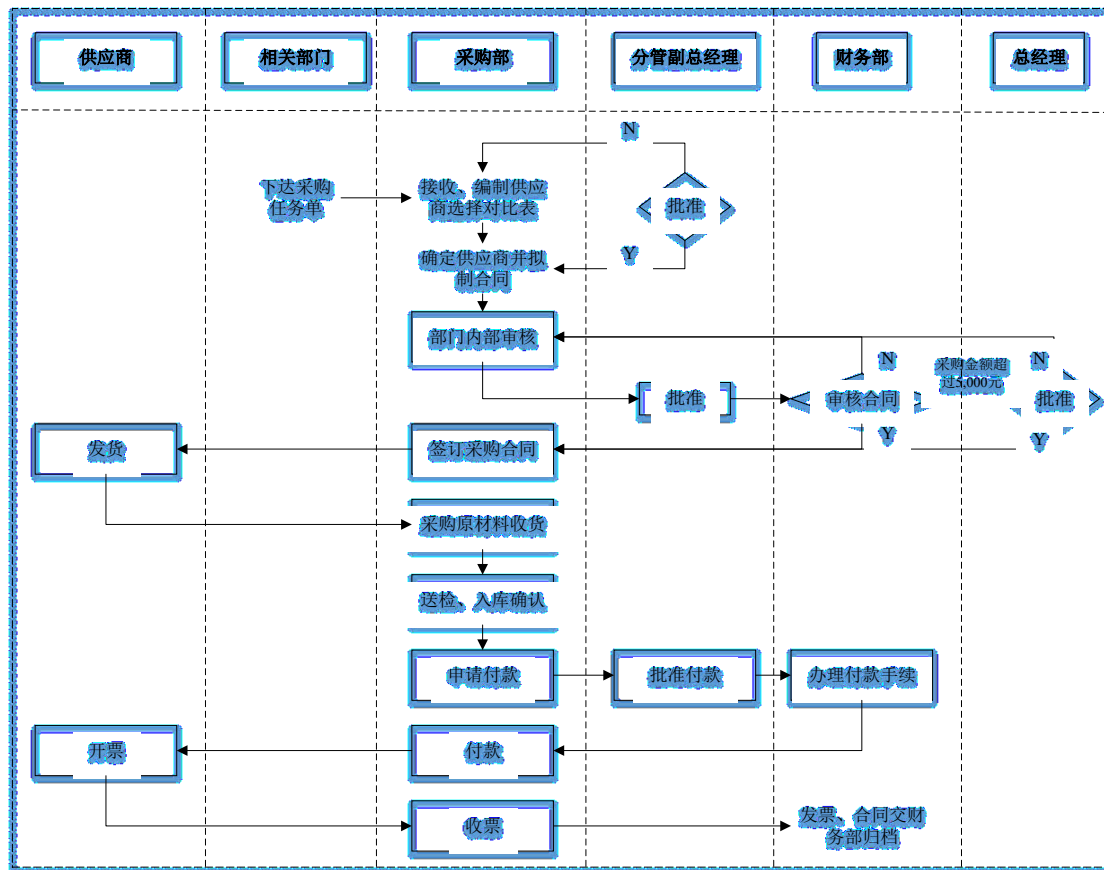 供应商
相关部门
采购部
分管副总经理
财务部
总经理
N
下达采购
任务单
接收、编制供应
商选择对比表
批准
确定供应商并拟
制合同
Y
部门内部审核
N
采购金额超
过5,000元
N
批准
审核合同
批准
发货
签订采购合同
Y
Y
采购原材料收货
送检、入库确认
申请付款
批准付款
办理付款手续
开票
付款
收票
发票、合同交财
务部归档